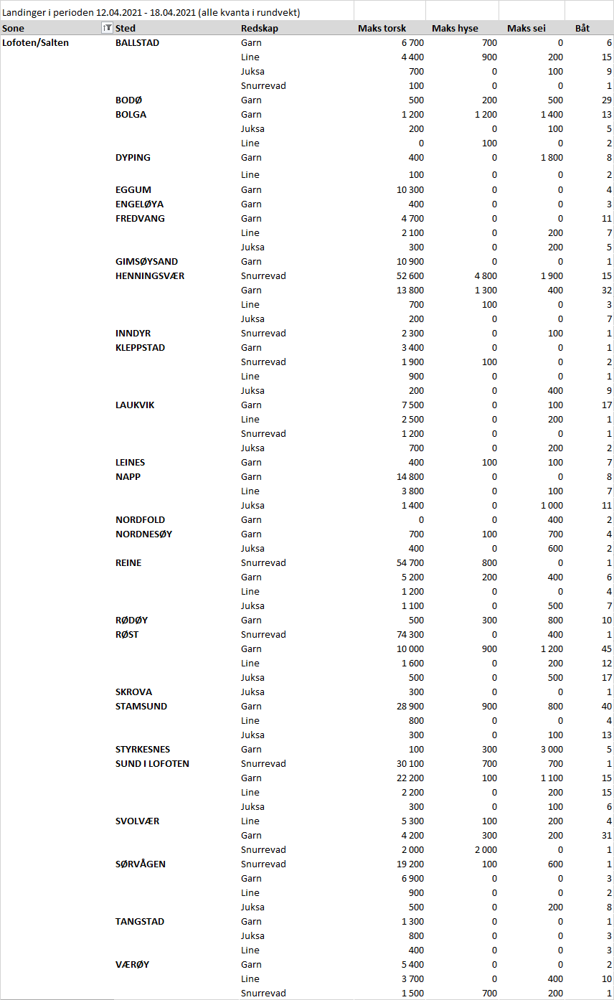 Landinger i perioden 12.04.2021 - 18.04.2021 (alle kvanta i rundvekt)
Sone Sted Redskap Maks torsk Maks hyse Maks sei Båt
Lofoten/Salten BALLSTAD Garn 6 700 700 0 6
Line 4 400 900 200 15
Juksa 700 0 100 9
Snurrevad 100 0 0 1
BODØ Garn 500 200 500 29
BOLGA Garn 1 200 1 200 1 400 13
Juksa 200 0 100 5
Line 0 100 0 2
DYPING Garn 400 0 1 800 8
Line 100 0 0 2
EGGUM Garn 10 300 0 0 4
ENGELØYA Garn 400 0 0 3
FREDVANG Garn 4 700 0 0 11
Line 2 100 0 200 7
Juksa 300 0 200 5
GIMSØYSAND Garn 10 900 0 0 1
HENNINGSVÆR Snurrevad 52 600 4 800 1 900 15
Garn 13 800 1 300 400 32
Line 700 100 0 3
Juksa 200 0 0 7
INNDYR Snurrevad 2 300 0 100 1
KLEPPSTAD Garn 3 400 0 0 1
Snurrevad 1 900 100 0 2
Line 900 0 0 1
Juksa 200 0 400 9
LAUKVIK Garn 7 500 0 100 17
Line 2 500 0 200 1
Snurrevad 1 200 0 0 1
Juksa 700 0 200 2
LEINES Garn 400 100 100 7
NAPP Garn 14 800 0 0 8
Line 3 800 0 100 7
Juksa 1 400 0 1 000 11
NORDFOLD Garn 0 0 400 2
NORDNESØY Garn 700 100 700 4
Juksa 400 0 600 2
REINE Snurrevad 54 700 800 0 1
Garn 5 200 200 400 6
Line 1 200 0 0 4
Juksa 1 100 0 500 7
RØDØY Garn 500 300 800 10
RØST Snurrevad 74 300 0 400 1
Garn 10 000 900 1 200 45
Line 1 600 0 200 12
Juksa 500 0 500 17
SKROVA Juksa 300 0 0 1
STAMSUND Garn 28 900 900 800 40
Line 800 0 0 4
Juksa 300 0 100 13
STYRKESNES Garn 100 300 3 000 5
SUND I LOFOTEN Snurrevad 30 100 700 700 1
Garn 22 200 100 1 100 15
Line 2 200 0 200 15
Juksa 300 0 100 6
SVOLVÆR Line 5 300 100 200 4
Garn 4 200 300 200 31
Snurrevad 2 000 2 000 0 1
SØRVÅGEN Snurrevad 19 200 100 600 1
Garn 6 900 0 0 3
Line 900 0 0 2
Juksa 500 0 200 8
TANGSTAD Garn 1 300 0 0 1
Juksa 800 0 0 3
Line 400 0 0 3
VÆRØY Garn 5 400 0 0 2
Line 3 700 0 400 10
Snurrevad 1 500 700 200 1